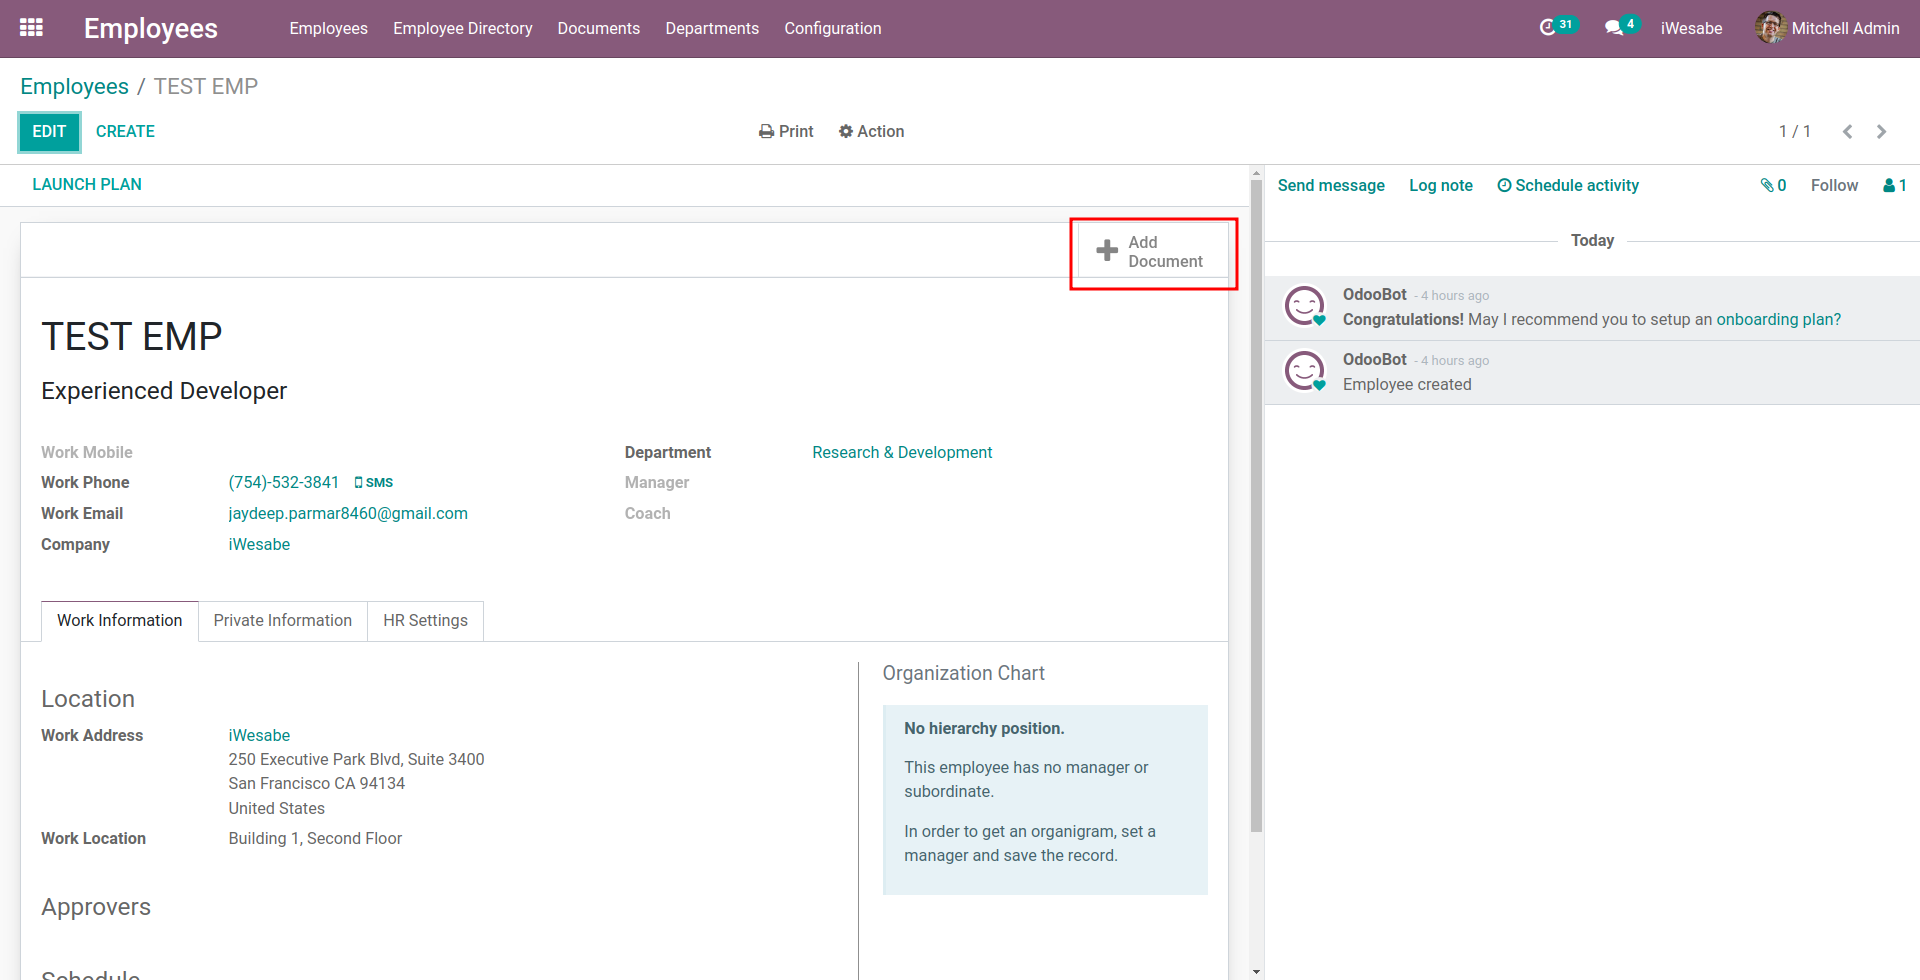 Employees Employees Employee Directory Documents Departments Configuration 31 4 iWesabe Mitchell Admin
Employees / TEST EMP
EDIT CREATE Print Action 1 / 1
LAUNCH PLAN
Send message Log note Schedule activity 0 Follow 1
Add
Document
Today
OdooBot - 4 hours ago
Congratulations! May I recommend you to setup an onboarding plan?
OdooBot - 4 hours ago
Employee created
TEST EMP
Experienced Developer
Work Mobile
Work Phone (754)-532-3841 SMS
Work Email jaydeep.parmar8460@gmail.com
Company iWesabe
Department Research & Development
Manager
Coach
Work Information Private Information HR Settings
Location
Work Address iWesabe
250 Executive Park Blvd, Suite 3400
San Francisco CA 94134
United States
Work Location Building 1, Second Floor
Approvers
Schedule
Organization Chart
No hierarchy position.
This employee has no manager or
subordinate.
In order to get an organigram, set a
manager and save the record.